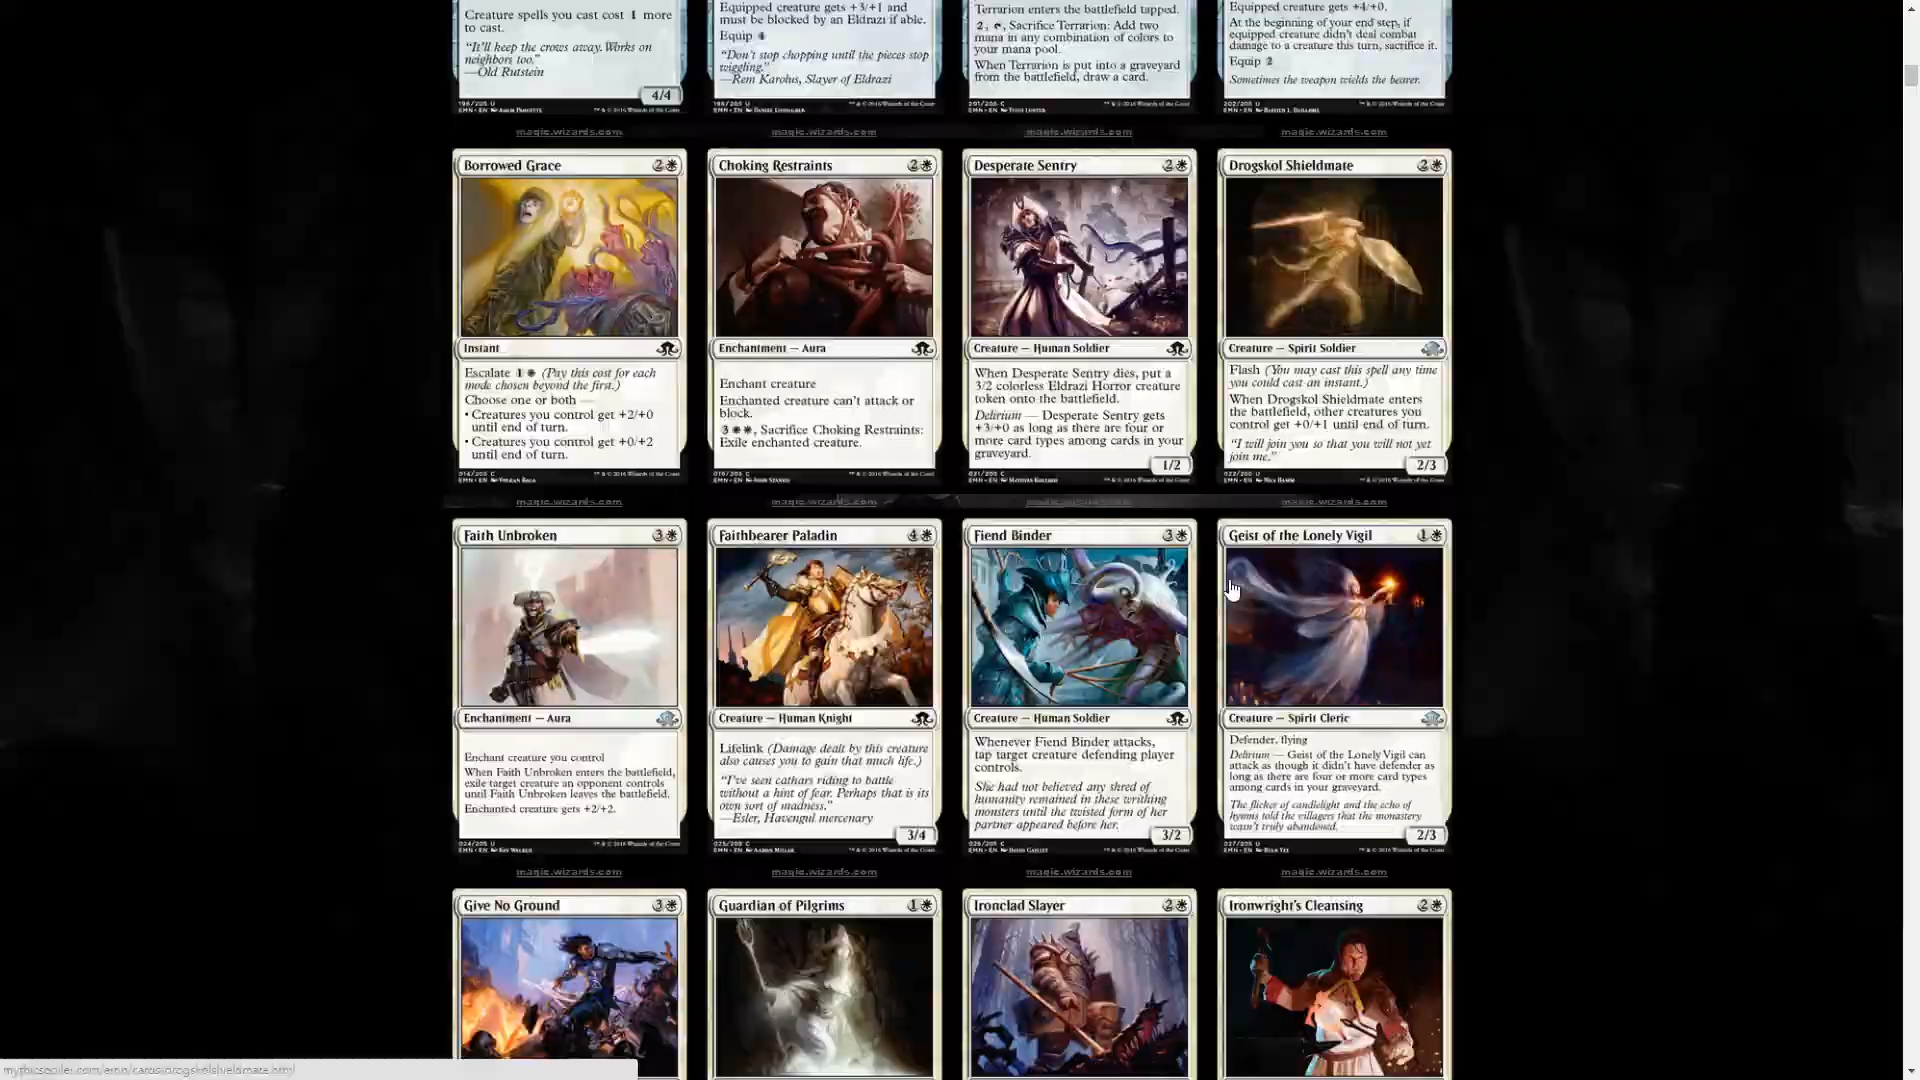 Creature spells you cast cost 1 more
to cast.
"It'll keep the crows away. Works on
neighbors too."
—Old Rutstein
4/4
Equipped creature gets +3/+1 and
must be blocked by an Eldrazi if able.
Equip 4
"Don't stop chopping until the pieces stop
wiggling."
—Rem Karolus, Slayer of Eldrazi
Terrarion enters the battlefield tapped.
2, , Sacrifice Terrarion: Add two
mana in any combination of colors to
your mana pool.
When Terrarion is put into a graveyard
from the battlefield, draw a card.
Equipped creature gets +4/+0.
At the beginning of your end step, if
equipped creature didn't deal combat
damage to a creature this turn, sacrifice it.
Equip 2
Sometimes the weapon wields the bearer.
magic.wizards.com
magic.wizards.com
magic.wizards.com
magic.wizards.com
Borrowed Grace 2
Instant
Escalate 1 (Pay this cost for each
mode chosen beyond the first.)
Choose one or both —
• Creatures you control get +2/+0
until end of turn.
• Creatures you control get +0/+2
until end of turn.
Choking Restraints 2
Enchantment — Aura
Enchant creature
Enchanted creature can't attack or
block.
3, Sacrifice Choking Restraints:
Exile enchanted creature.
Desperate Sentry 2
Creature — Human Soldier
When Desperate Sentry dies, put a
3/2 colorless Eldrazi Horror creature
token onto the battlefield.
Delirium — Desperate Sentry gets
+3/+0 as long as there are four or
more card types among cards in your
graveyard.
1/2
Drogskol Shieldmate 2
Creature — Spirit Soldier
Flash (You may cast this spell any time
you could cast an instant.)
When Drogskol Shieldmate enters
the battlefield, other creatures you
control get +0/+1 until end of turn.
"I will join you so that you will not yet
join me."
2/3
magic.wizards.com
magic.wizards.com
magic.wizards.com
magic.wizards.com
Faith Unbroken 3
Enchantment — Aura
Enchant creature you control
When Faith Unbroken enters the battlefield,
exile target creature an opponent controls
until Faith Unbroken leaves the battlefield.
Enchanted creature gets +2/+2.
Faithbearer Paladin 4
Creature — Human Knight
Lifelink (Damage dealt by this creature
also causes you to gain that much life.)
"I've seen cathars riding to battle
without a hint of fear. Perhaps that is its
own sort of madness."
—Esler, Havengul mercenary
3/4
Fiend Binder 3
Creature — Human Soldier
Whenever Fiend Binder attacks,
tap target creature defending player
controls.
She had not believed any shred of
humanity remained in these writhing
monsters until the twisted form of her
partner appeared before her.
3/2
Geist of the Lonely Vigil 1
Creature — Spirit Cleric
Defender, flying
Delirium — Geist of the Lonely Vigil can
attack as though it didn't have defender as
long as there are four or more card types
among cards in your graveyard.
The flicker of candlelight and the echo of
hymns told the villagers that the monastery
wasn't truly abandoned.
2/3
magic.wizards.com
magic.wizards.com
magic.wizards.com
magic.wizards.com
Give No Ground 3
Guardian of Pilgrims 1
Ironclad Slayer 2
Ironwright's Cleansing 2